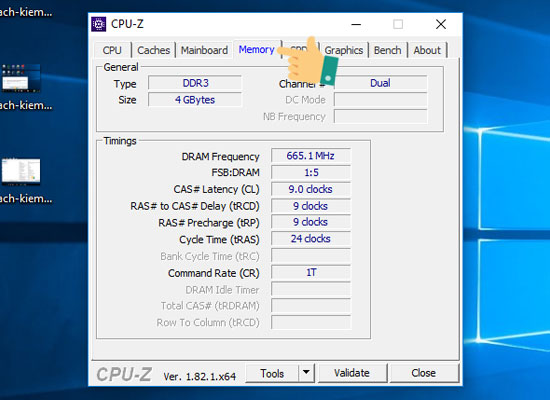 ach-kiem...
ach-kiem...
ach-kiem...
CPU-Z
CPU Caches Mainboard Memory SPD Graphics Bench About
General
Type DDR3 Channel # Dual
Size 4 GBytes DC Mode
NB Frequency
Timings
DRAM Frequency 665.1 MHz
FSB:DRAM 1:5
CAS# Latency (CL) 9.0 clocks
RAS# to CAS# Delay (tRCD) 9 clocks
RAS# Precharge (tRP) 9 clocks
Cycle Time (tRAS) 24 clocks
Bank Cycle Time (tRC)
Command Rate (CR) 1T
DRAM Idle Timer
Total CAS# (tRDRAM)
Row To Column (tRCD)
CPU-Z Ver. 1.82.1.x64 Tools Validate Close